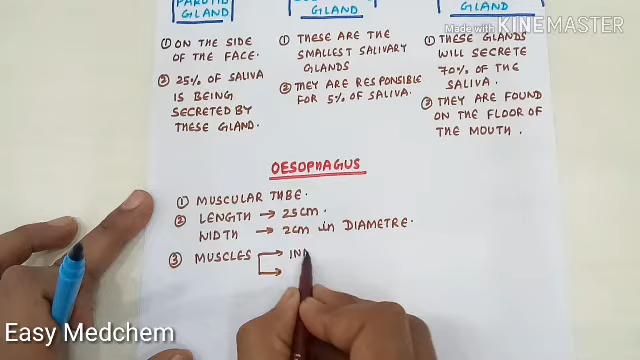 PAROTID
GLAND
① ON THE SIDE
OF THE FACE.
② 25% OF SALIVA
IS BEING
SECRETED BY
THESE GLAND.
GLAND
① THESE ARE THE
SMALLEST SALIVARY
GLANDS
② THEY ARE RESPONSIBLE
FOR 5% OF SALIVA.
GLAND
① THESE GLANDS
WILL SECRETE
70% OF THE
SALIVA.
② THEY ARE FOUND
ON THE FLOOR OF
THE MOUTH.
OESOPHAGUS
① MUSCULAR TUBE.
② LENGTH → 25cm.
WIDTH → 2cm in DIAMETRE.
③ MUSCLES → INN
→
Made with KINEMASTER
Easy Medchem